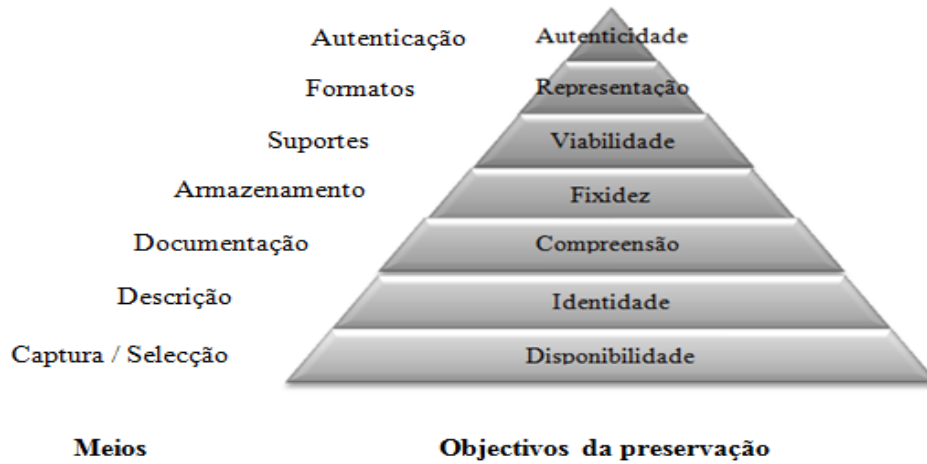 Autenticação Autenticidade
Formatos Representação
Suportes Viabilidade
Armazenamento Fixidez
Documentação Compreensão
Descrição Identidade
Captura / Selecção Disponibilidade
Meios Objectivos da preservação